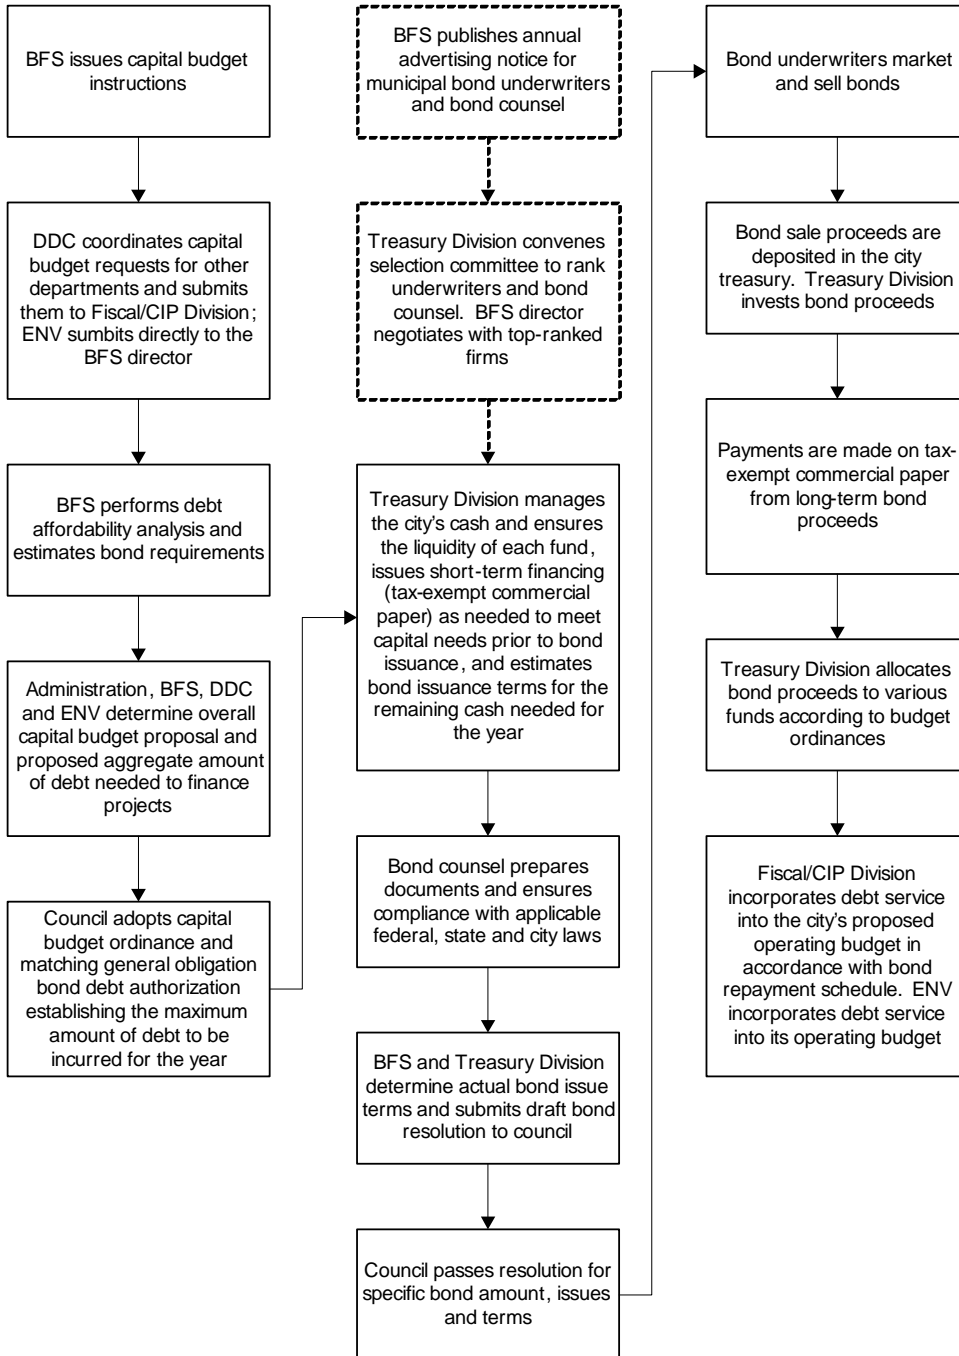 BFS issues capital budget
instructions
DDC coordinates capital
budget requests for other
departments and submits
them to Fiscal/CIP Division;
ENV sumbits directly to the
BFS director
BFS performs debt
affordability analysis and
estimates bond requirements
Administration, BFS, DDC
and ENV determine overall
capital budget proposal and
proposed aggregate amount
of debt needed to finance
projects
Council adopts capital
budget ordinance and
matching general obligation
bond debt authorization
establishing the maximum
amount of debt to be
incurred for the year
BFS publishes annual
advertising notice for
municipal bond underwriters
and bond counsel
Treasury Division convenes
selection committee to rank
underwriters and bond
counsel.  BFS director
negotiates with top-ranked
firms
Treasury Division manages
the city's cash and ensures
the liquidity of each fund,
issues short-term financing
(tax-exempt commercial
paper) as needed to meet
capital needs prior to bond
issuance, and estimates
bond issuance terms for the
remaining cash needed for
the year
Bond counsel prepares
documents and ensures
compliance with applicable
federal, state and city laws
BFS and Treasury Division
determine actual bond issue
terms and submits draft bond
resolution to council
Council passes resolution for
specific bond amount, issues
and terms
Bond underwriters market
and sell bonds
Bond sale proceeds are
deposited in the city
treasury.  Treasury Division
invests bond proceeds
Payments are made on tax-
exempt commercial paper
from long-term bond
proceeds
Treasury Division allocates
bond proceeds to various
funds according to budget
ordinances
Fiscal/CIP Division
incorporates debt service
into the city's proposed
operating budget in
accordance with bond
repayment schedule.  ENV
incorporates debt service
into its operating budget